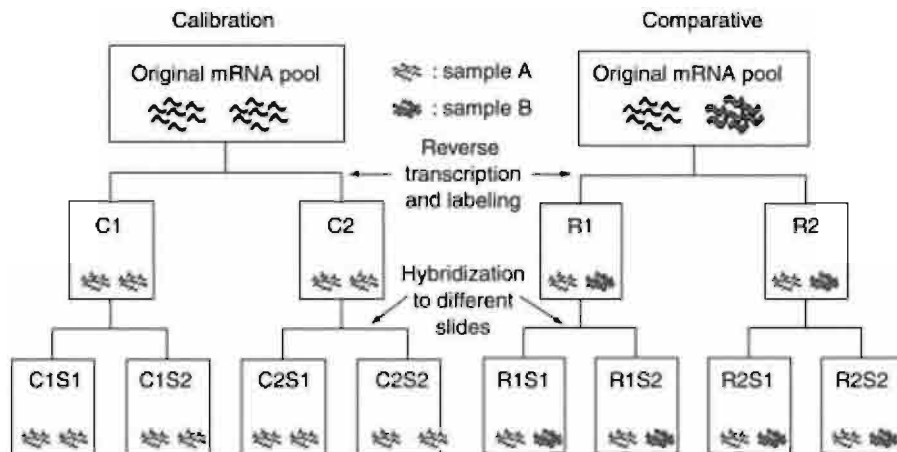 Calibration
Comparative
Original mRNA pool
: sample A
: sample B
Original mRNA pool
Reverse
transcription
and labeling
C1
C2
R1
R2
Hybridization
to different
slides
C1S1
C1S2
C2S1
C2S2
R1S1
R1S2
R2S1
R2S2